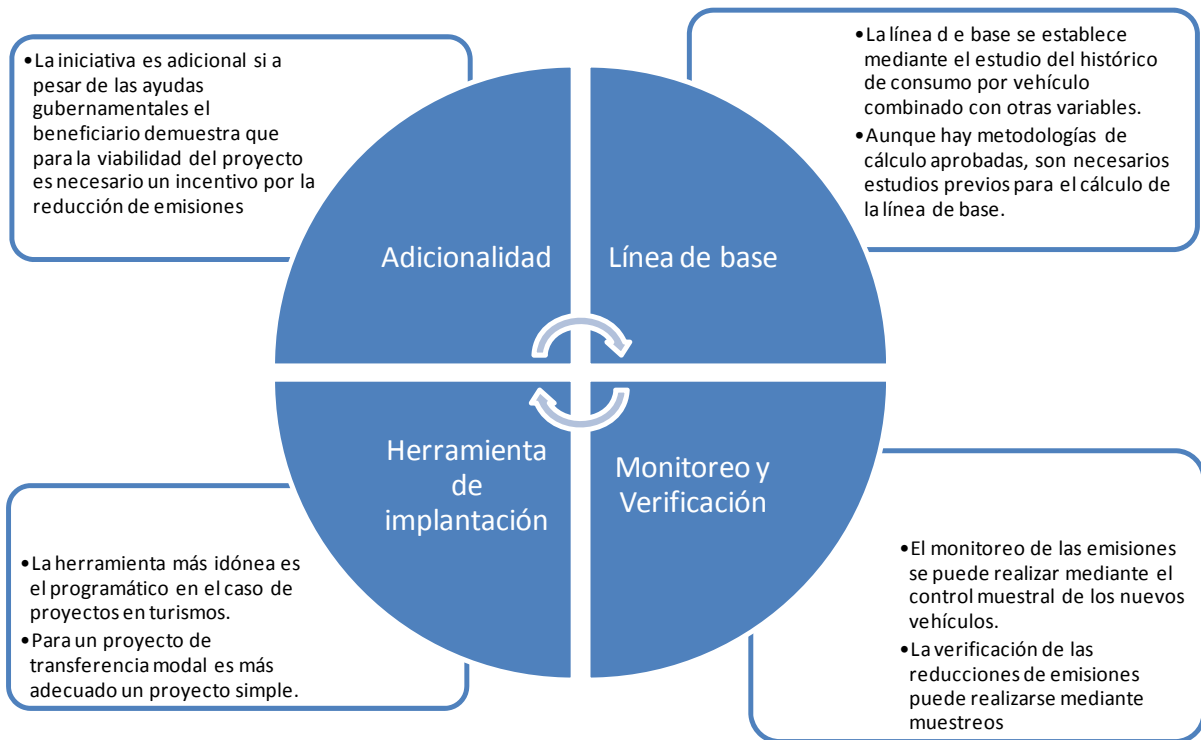 •La iniciativa es adicional si a
pesar de las ayudas
gubernamentales el
beneficiario demuestra que
para la viabilidad del proyecto
es necesario un incentivo por la
reducción de emisiones
•La línea d e base se establece
mediante el estudio del histórico
de consumo por vehículo
combinado con otras variables.
•Aunque hay metodologías de
cálculo aprobadas, son necesarios
estudios previos para el cálculo de
la línea de base.
Adicionalidad
Línea de base
Herramienta
de
implantación
Monitoreo y
Verificación
•La herramienta más idónea es
el programático en el caso de
proyectos en turismos.
•Para un proyecto de
transferencia modal es más
adecuado un proyecto simple.
•El monitoreo de las emisiones
se puede realizar mediante el
control muestral de los nuevos
vehículos.
•La verificación de las
reducciones de emisiones
puede realizarse mediante
muestreos